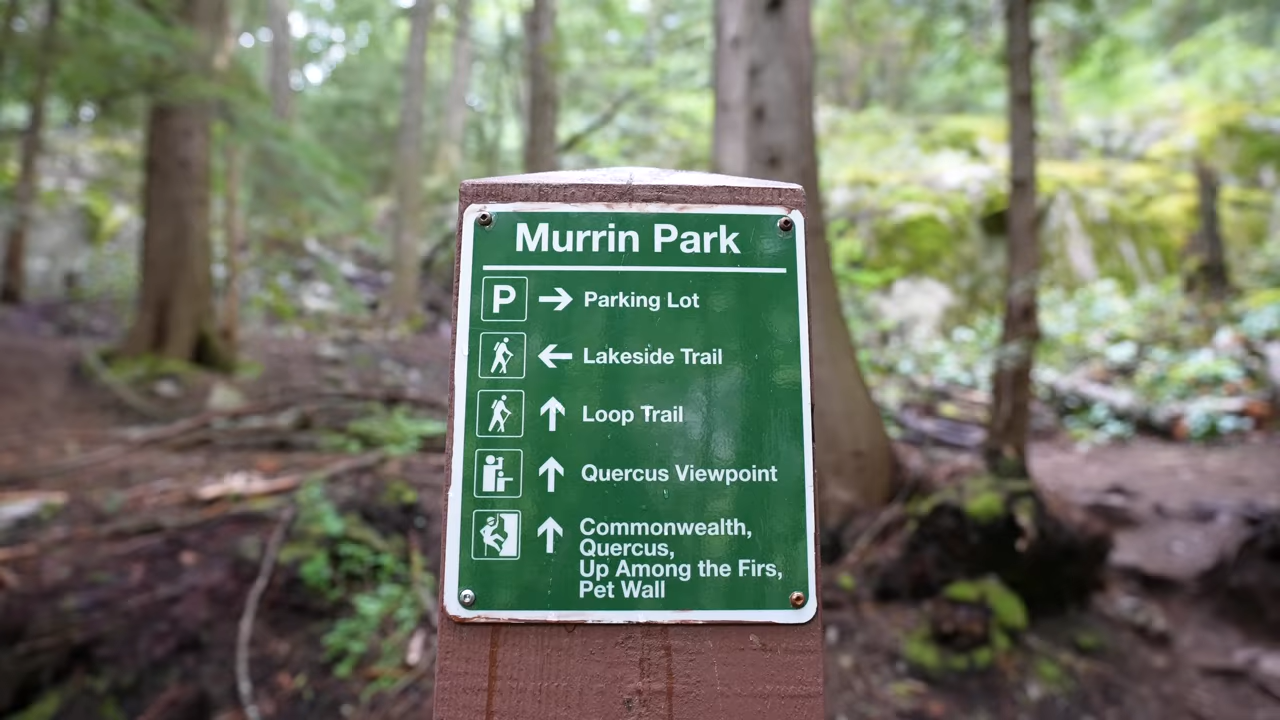 Murrin Park
P → Parking Lot
← Lakeside Trail
↑ Loop Trail
↑ Quercus Viewpoint
↑ Commonwealth,
Quercus,
Up Among the Firs,
Pet Wall